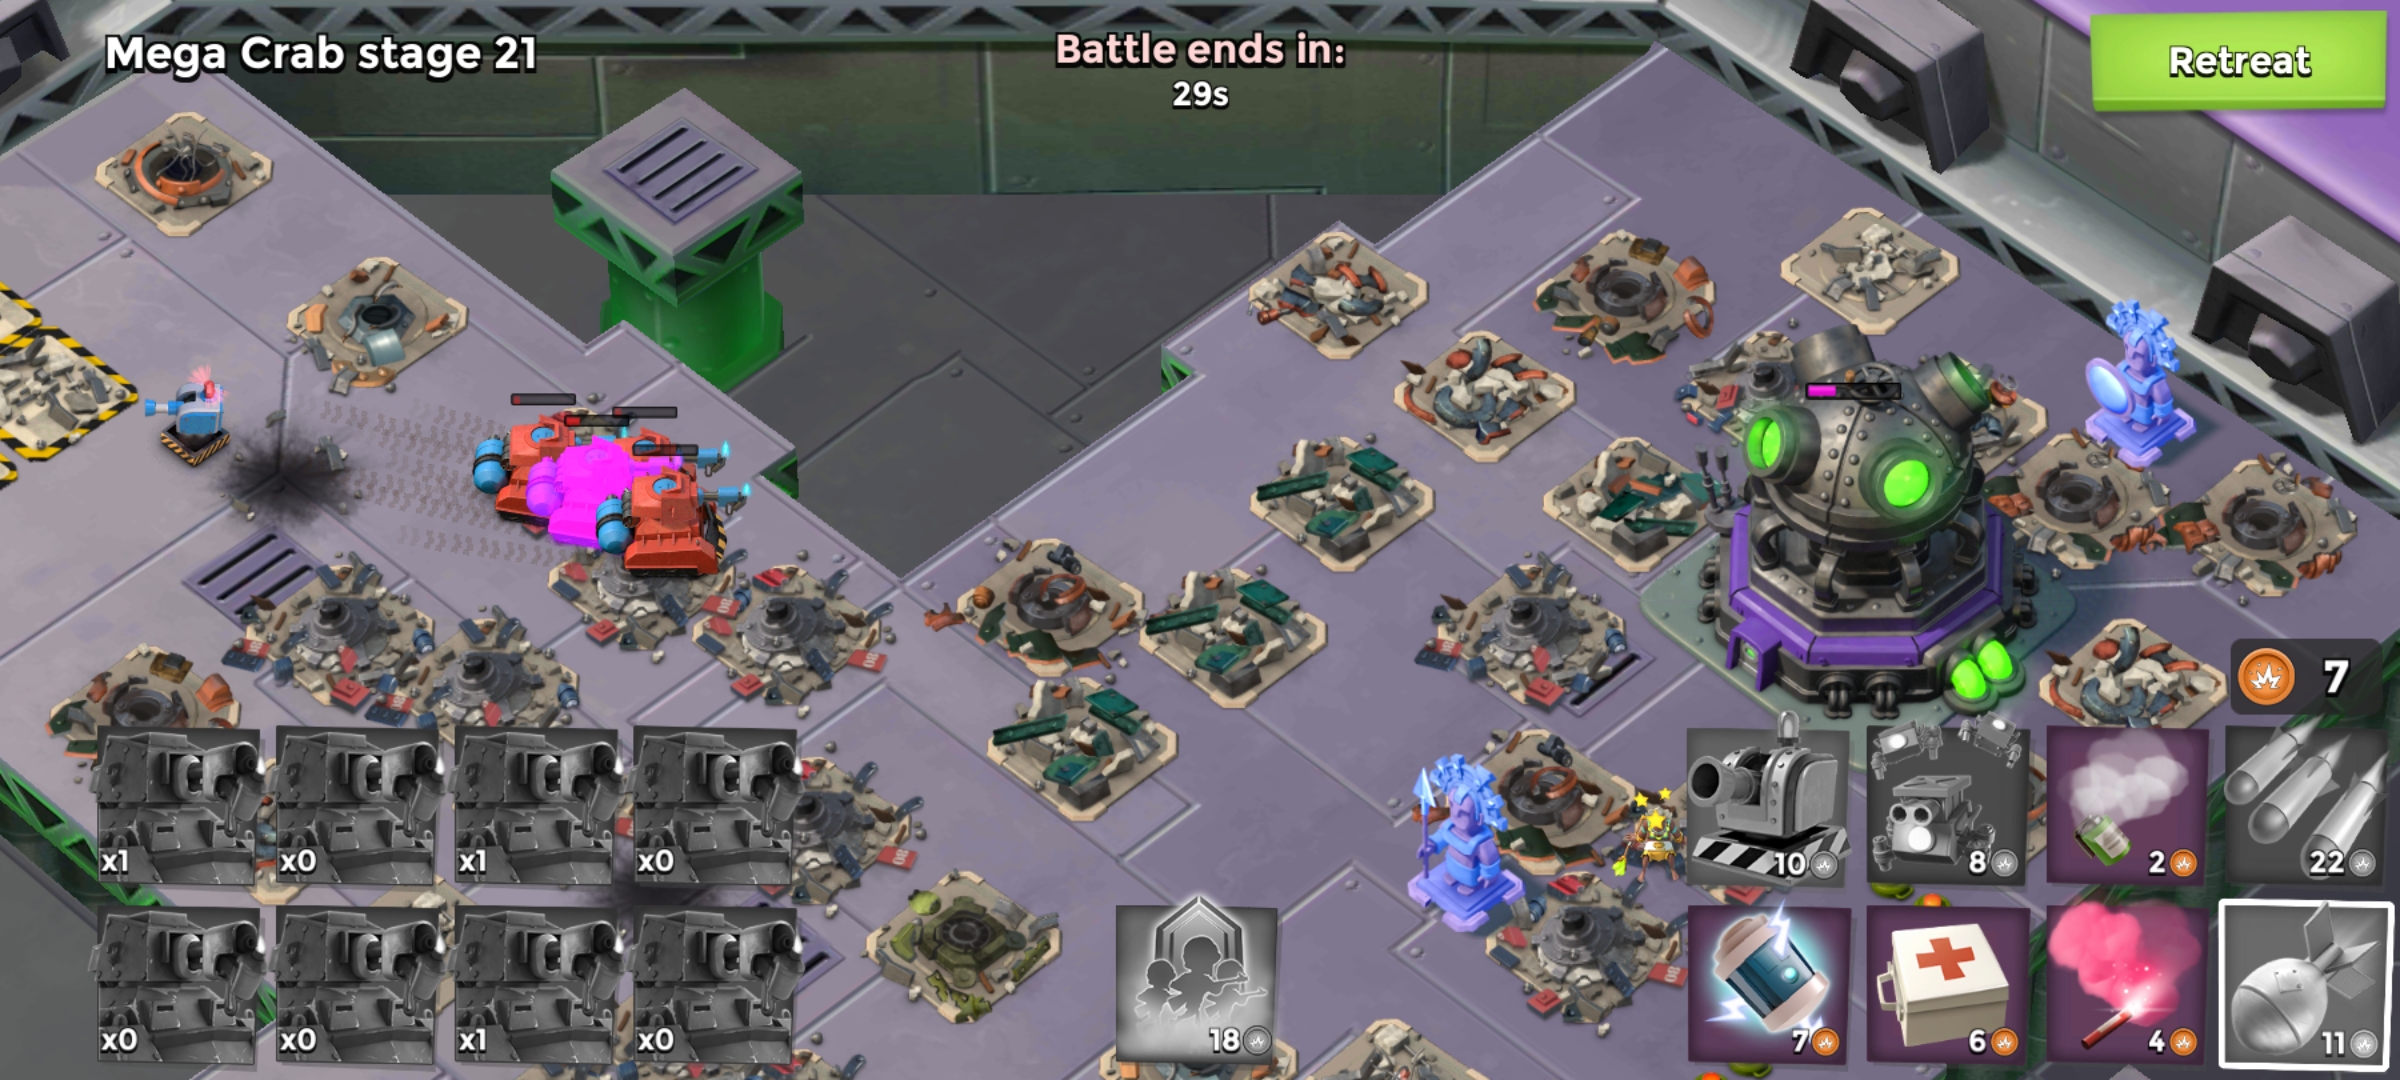 Mega Crab stage 21
Battle ends in:
29s
Retreat
7
x1
x0
x1
x0
10
8
2
22
x0
x0
x1
x0
18
7
6
4
11